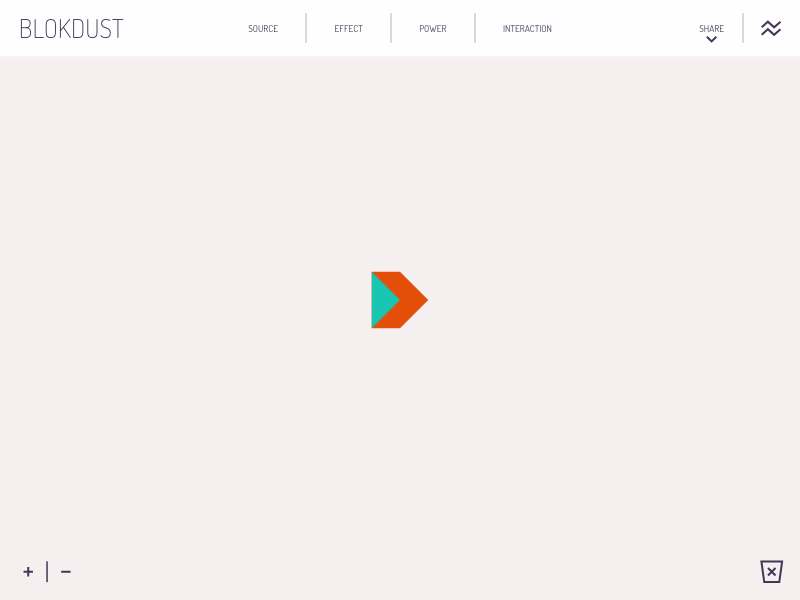 BLOKDUST
SOURCE
EFFECT
POWER
INTERACTION
SHARE